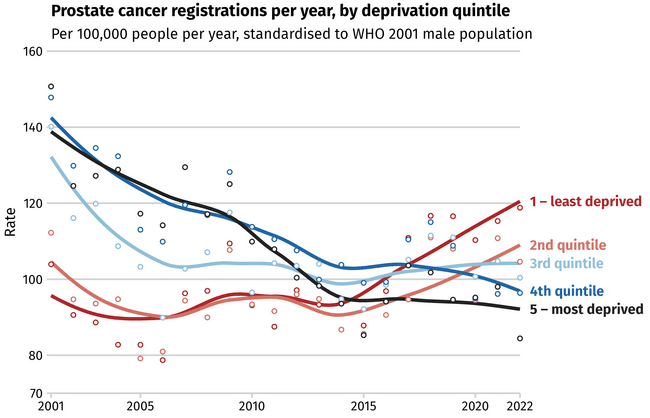 Prostate cancer registrations per year, by deprivation quintile
Per 100,000 people per year, standardised to WHO 2001 male population
160
140
120
100
80
70
Rate
1 – least deprived
2nd quintile
3rd quintile
4th quintile
5 – most deprived
2001
2005
2010
2015
2020
2022